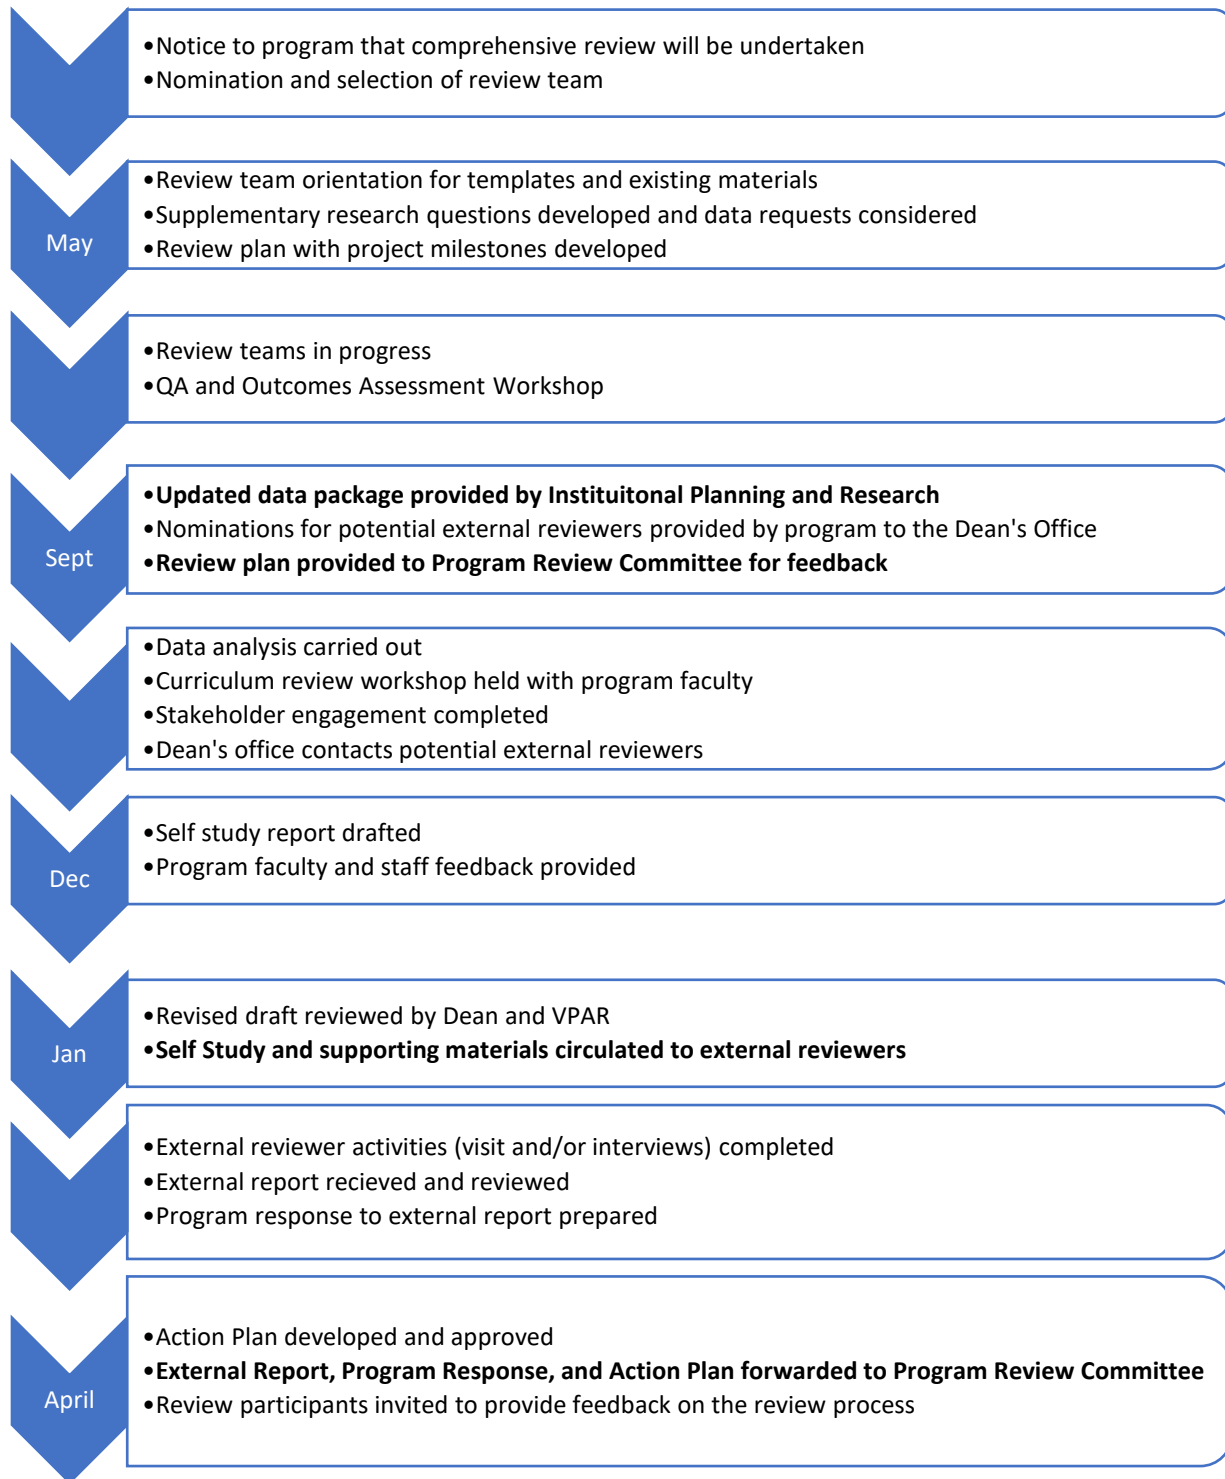 •Notice to program that comprehensive review will be undertaken
•Nomination and selection of review team
May
•Review team orientation for templates and existing materials
•Supplementary research questions developed and data requests considered
•Review plan with project milestones developed
•Review teams in progress
•QA and Outcomes Assessment Workshop
Sept
•Updated data package provided by Instituitonal Planning and Research
•Nominations for potential external reviewers provided by program to the Dean's Office
•Review plan provided to Program Review Committee for feedback
•Data analysis carried out
•Curriculum review workshop held with program faculty
•Stakeholder engagement completed
•Dean's office contacts potential external reviewers
Dec
•Self study report drafted
•Program faculty and staff feedback provided
Jan
•Revised draft reviewed by Dean and VPAR
•Self Study and supporting materials circulated to external reviewers
•External reviewer activities (visit and/or interviews) completed
•External report recieved and reviewed
•Program response to external report prepared
April
•Action Plan developed and approved
•External Report, Program Response, and Action Plan forwarded to Program Review Committee
•Review participants invited to provide feedback on the review process